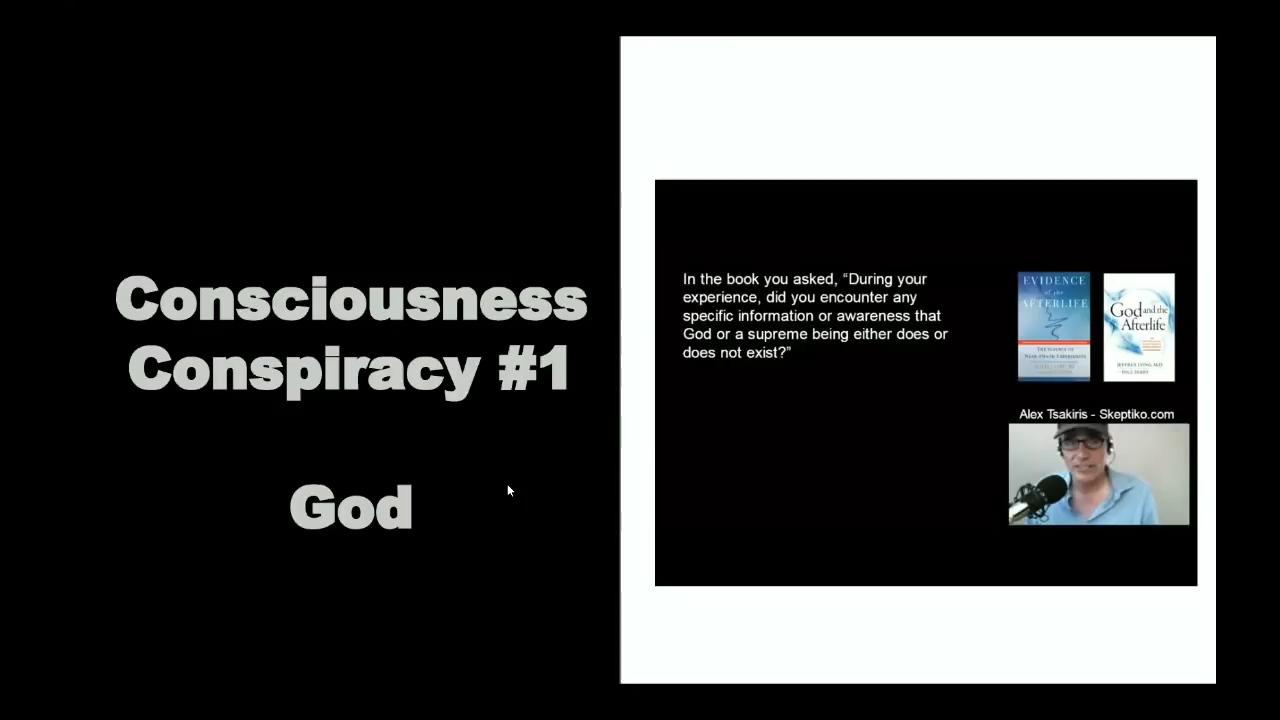 Consciousness
Conspiracy #1
God
In the book you asked, “During your
experience, did you encounter any
specific information or awareness that
God or a supreme being either does or
does not exist?”
EVIDENCE
of the
AFTERLIFE
God and the
Afterlife
JEFFREY LONG, M.D.
Alex Tsakiris - Skeptiko.com